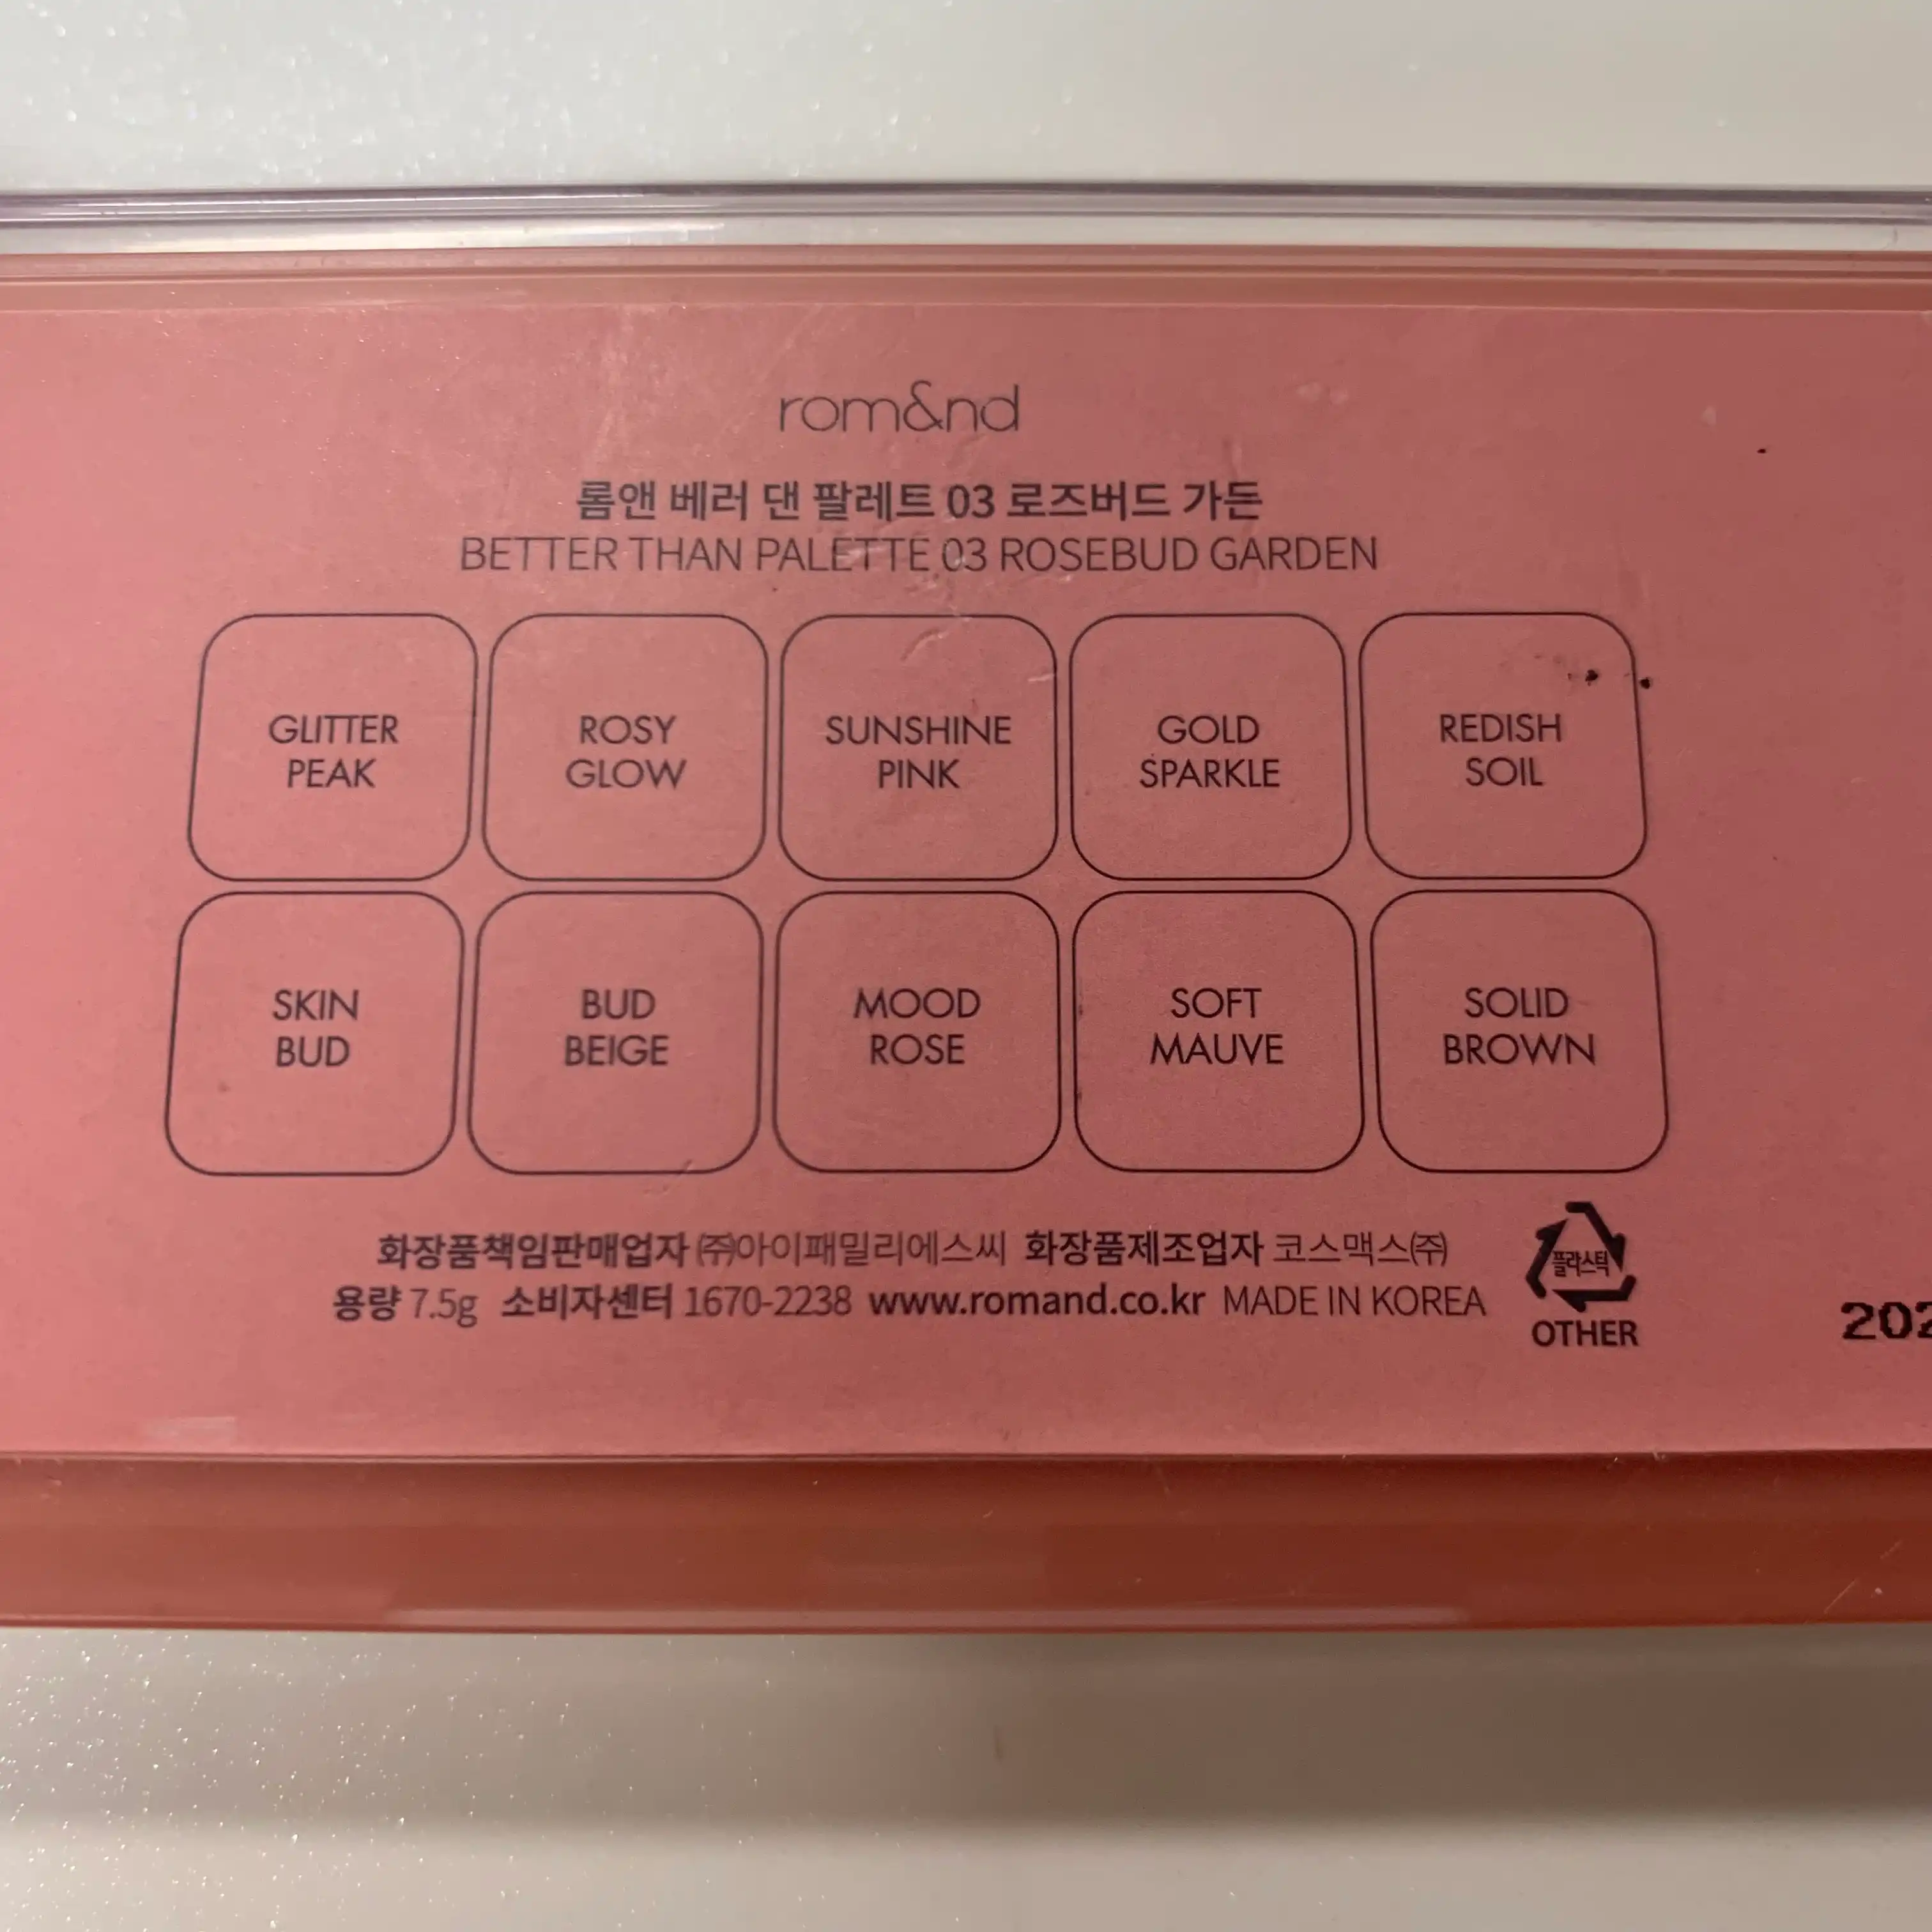 rom&nd
롬앤 베러 댄 팔레트 03 로즈버드 가든
BETTER THAN PALETTE 03 ROSEBUD GARDEN
GLITTER
PEAK
ROSY
GLOW
SUNSHINE
PINK
GOLD
SPARKLE
REDISH
SOIL
SKIN
BUD
BUD
BEIGE
MOOD
ROSE
SOFT
MAUVE
SOLID
BROWN
화장품책임판매업자 ㈜아이패밀리에스씨 화장품제조업자 코스맥스㈜
용량 7.5g 소비자센터 1670-2238 www.romand.co.kr MADE IN KOREA
플라스틱
OTHER